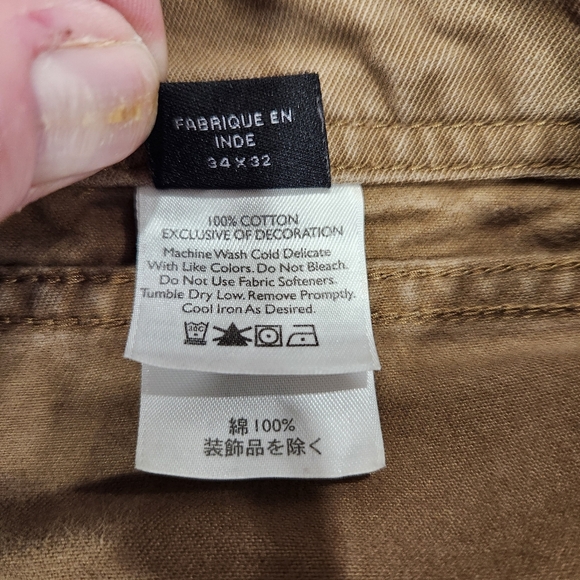 FABRIQUE EN
INDE
34 X 32
100% COTTON
EXCLUSIVE OF DECORATION
Machine Wash Cold Delicate
With Like Colors. Do Not Bleach.
Do Not Use Fabric Softeners.
Tumble Dry Low. Remove Promptly.
Cool Iron As Desired.
30C
綿 100%
装飾品を除く